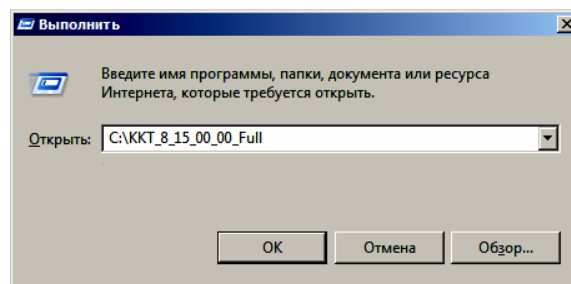 Выполнить
Введите имя программы, папки, документа или ресурса
Интернета, которые требуется открыть.
Открыть: C:\KKT_8_15_00_00_Full
OK Отмена Обзор...